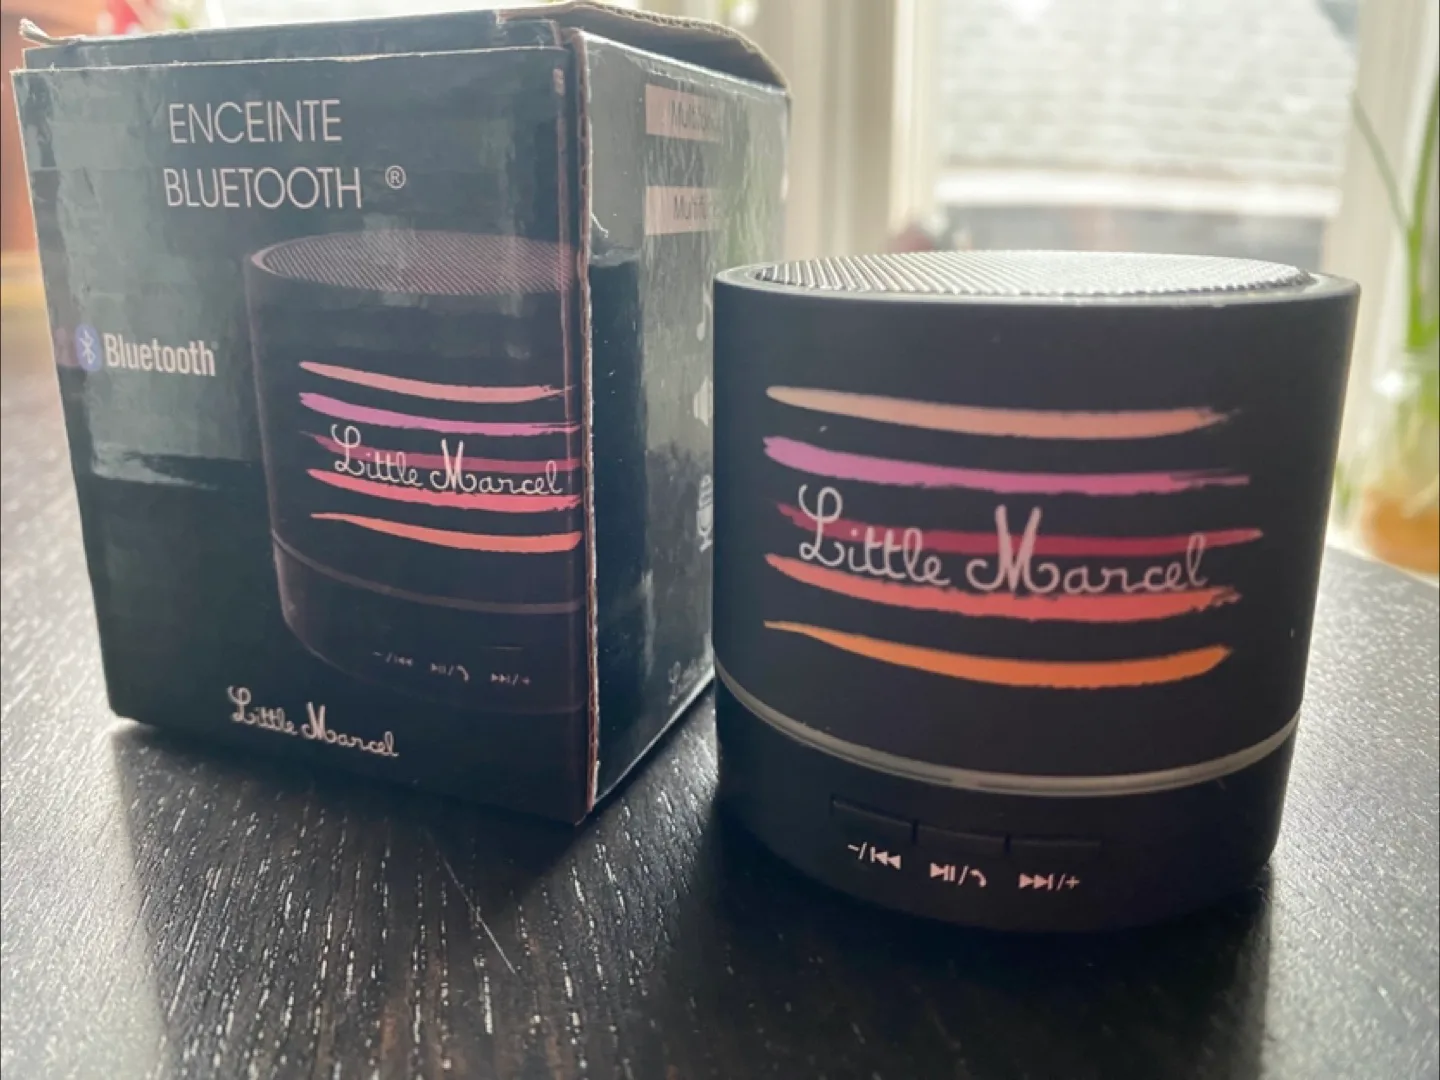 ENCEINTE
BLUETOOTH ®
Bluetooth
Little Marcel
-/⏮ ⏯/ ⏭/+
Little Marcel
Little Marcel
-/⏮ ⏯/ ⏭/+